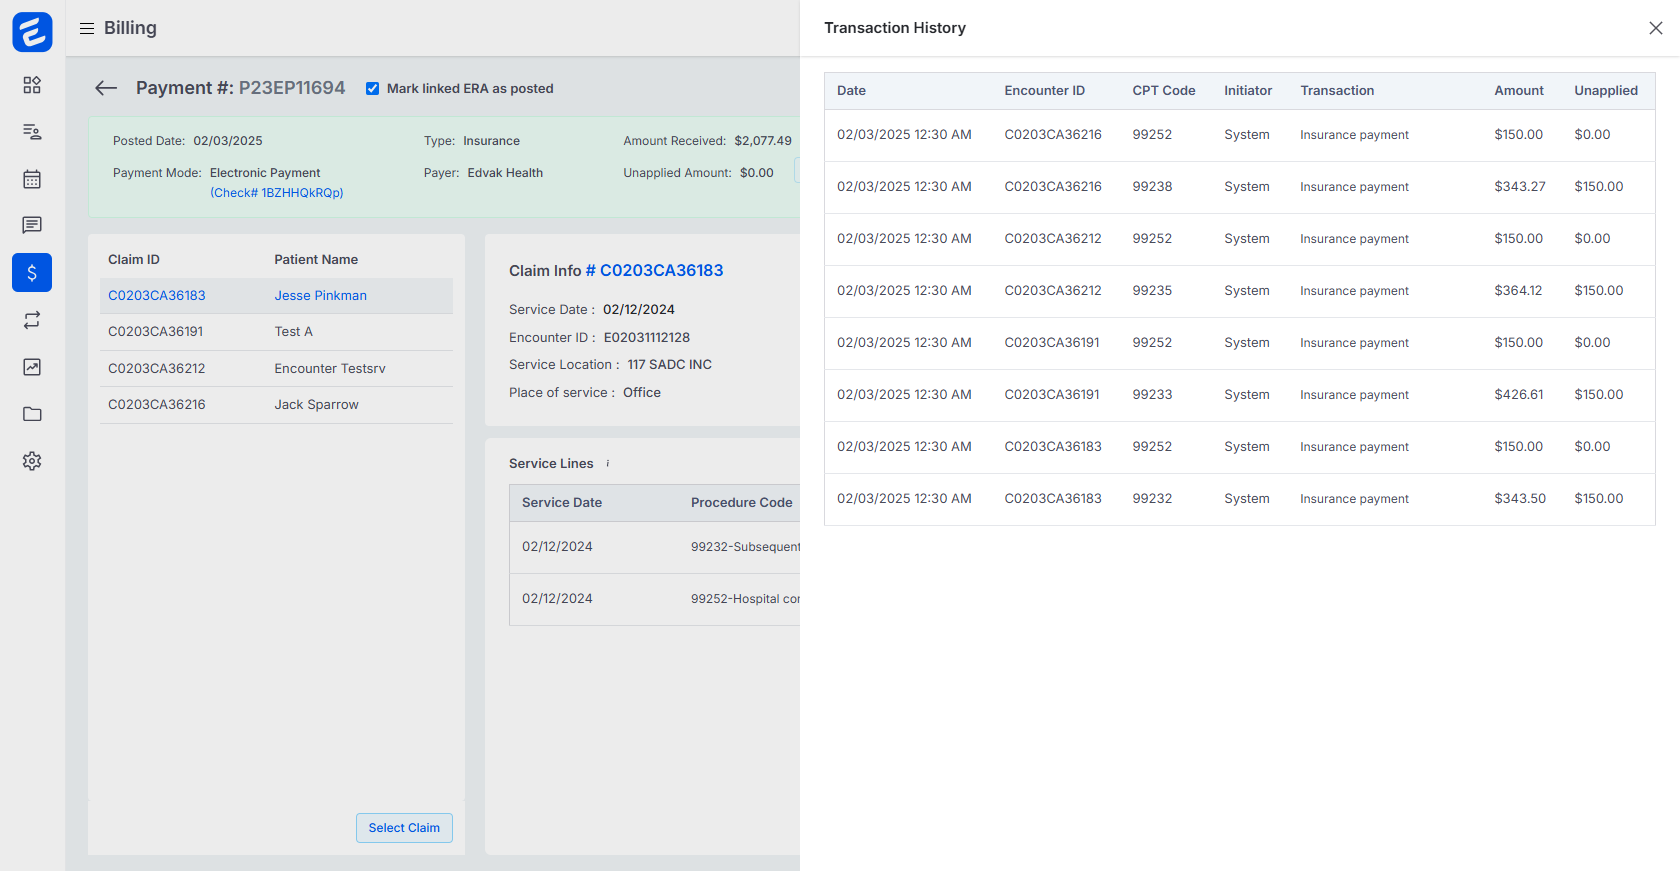 Billing
Payment #: P23EP11694
Mark linked ERA as posted
Posted Date: 02/03/2025
Type: Insurance
Amount Received: $2,077.49
Payment Mode: Electronic Payment
(Check# 1BZHHQkRQp)
Payer: Edvak Health
Unapplied Amount: $0.00
Claim ID Patient Name
C0203CA36183 Jesse Pinkman
C0203CA36191 Test A
C0203CA36212 Encounter Testsrv
C0203CA36216 Jack Sparrow
Select Claim
Claim Info # C0203CA36183
Service Date : 02/12/2024
Encounter ID : E02031112128
Service Location : 117 SADC INC
Place of service : Office
Service Lines i
Service Date Procedure Code
02/12/2024 99232-Subsequent
02/12/2024 99252-Hospital cor
Transaction History
Date Encounter ID CPT Code Initiator Transaction Amount Unapplied
02/03/2025 12:30 AM C0203CA36216 99252 System Insurance payment $150.00 $0.00
02/03/2025 12:30 AM C0203CA36216 99238 System Insurance payment $343.27 $150.00
02/03/2025 12:30 AM C0203CA36212 99252 System Insurance payment $150.00 $0.00
02/03/2025 12:30 AM C0203CA36212 99235 System Insurance payment $364.12 $150.00
02/03/2025 12:30 AM C0203CA36191 99252 System Insurance payment $150.00 $0.00
02/03/2025 12:30 AM C0203CA36191 99233 System Insurance payment $426.61 $150.00
02/03/2025 12:30 AM C0203CA36183 99252 System Insurance payment $150.00 $0.00
02/03/2025 12:30 AM C0203CA36183 99232 System Insurance payment $343.50 $150.00